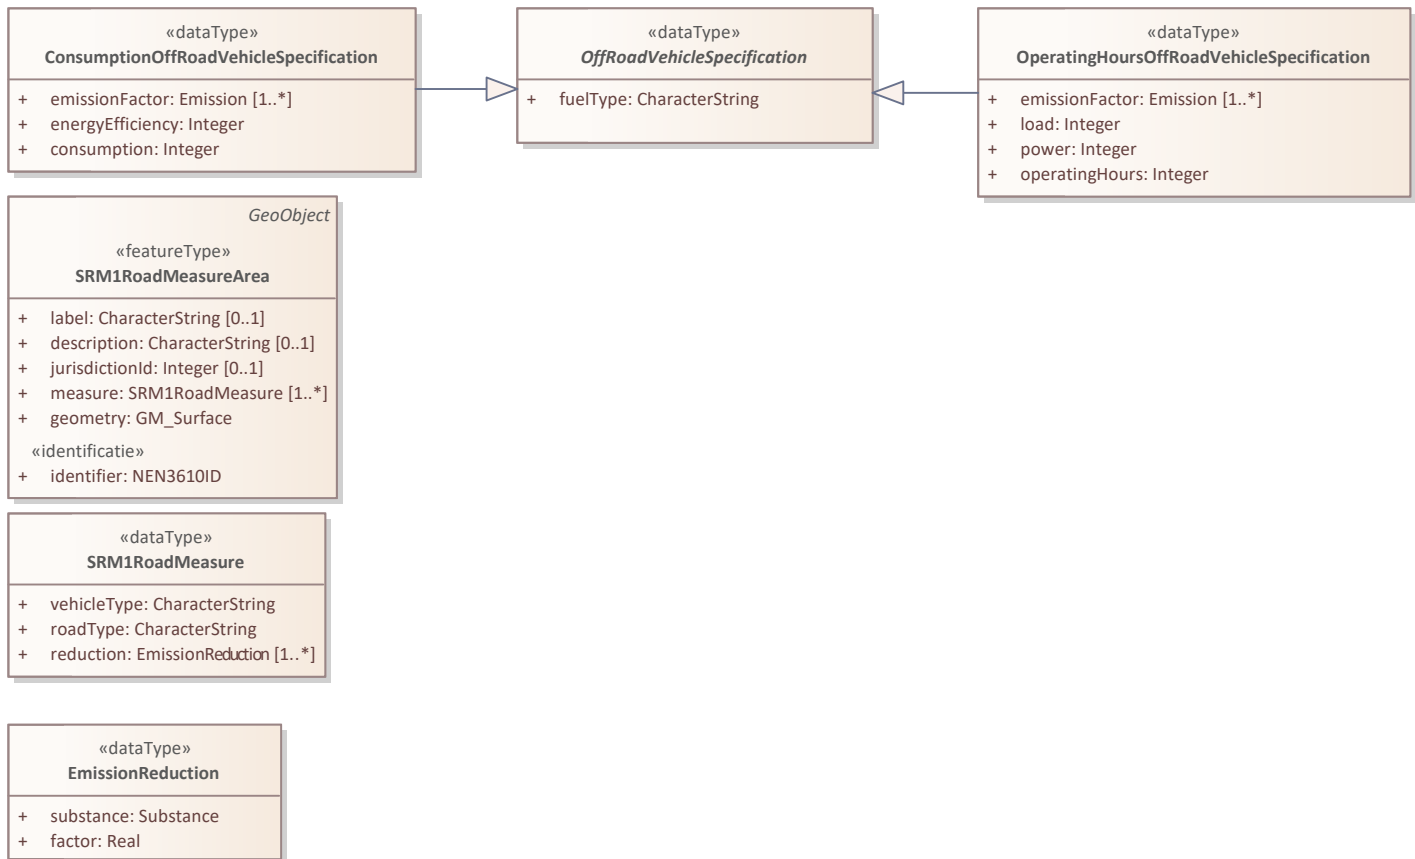 «dataType»
ConsumptionOffRoadVehicleSpecification
+ emissionFactor: Emission [1..*]
+ energyEfficiency: Integer
+ consumption: Integer
«dataType»
OffRoadVehicleSpecification
+ fuelType: CharacterString
«dataType»
OperatingHoursOffRoadVehicleSpecification
+ emissionFactor: Emission [1..*]
+ load: Integer
+ power: Integer
+ operatingHours: Integer
GeoObject
«featureType»
SRM1RoadMeasureArea
+ label: CharacterString [0..1]
+ description: CharacterString [0..1]
+ jurisdictionId: Integer [0..1]
+ measure: SRM1RoadMeasure [1..*]
+ geometry: GM_Surface
«identificatie»
+ identifier: NEN3610ID
«dataType»
SRM1RoadMeasure
+ vehicleType: CharacterString
+ roadType: CharacterString
+ reduction: EmissionReduction [1..*]
«dataType»
EmissionReduction
+ substance: Substance
+ factor: Real